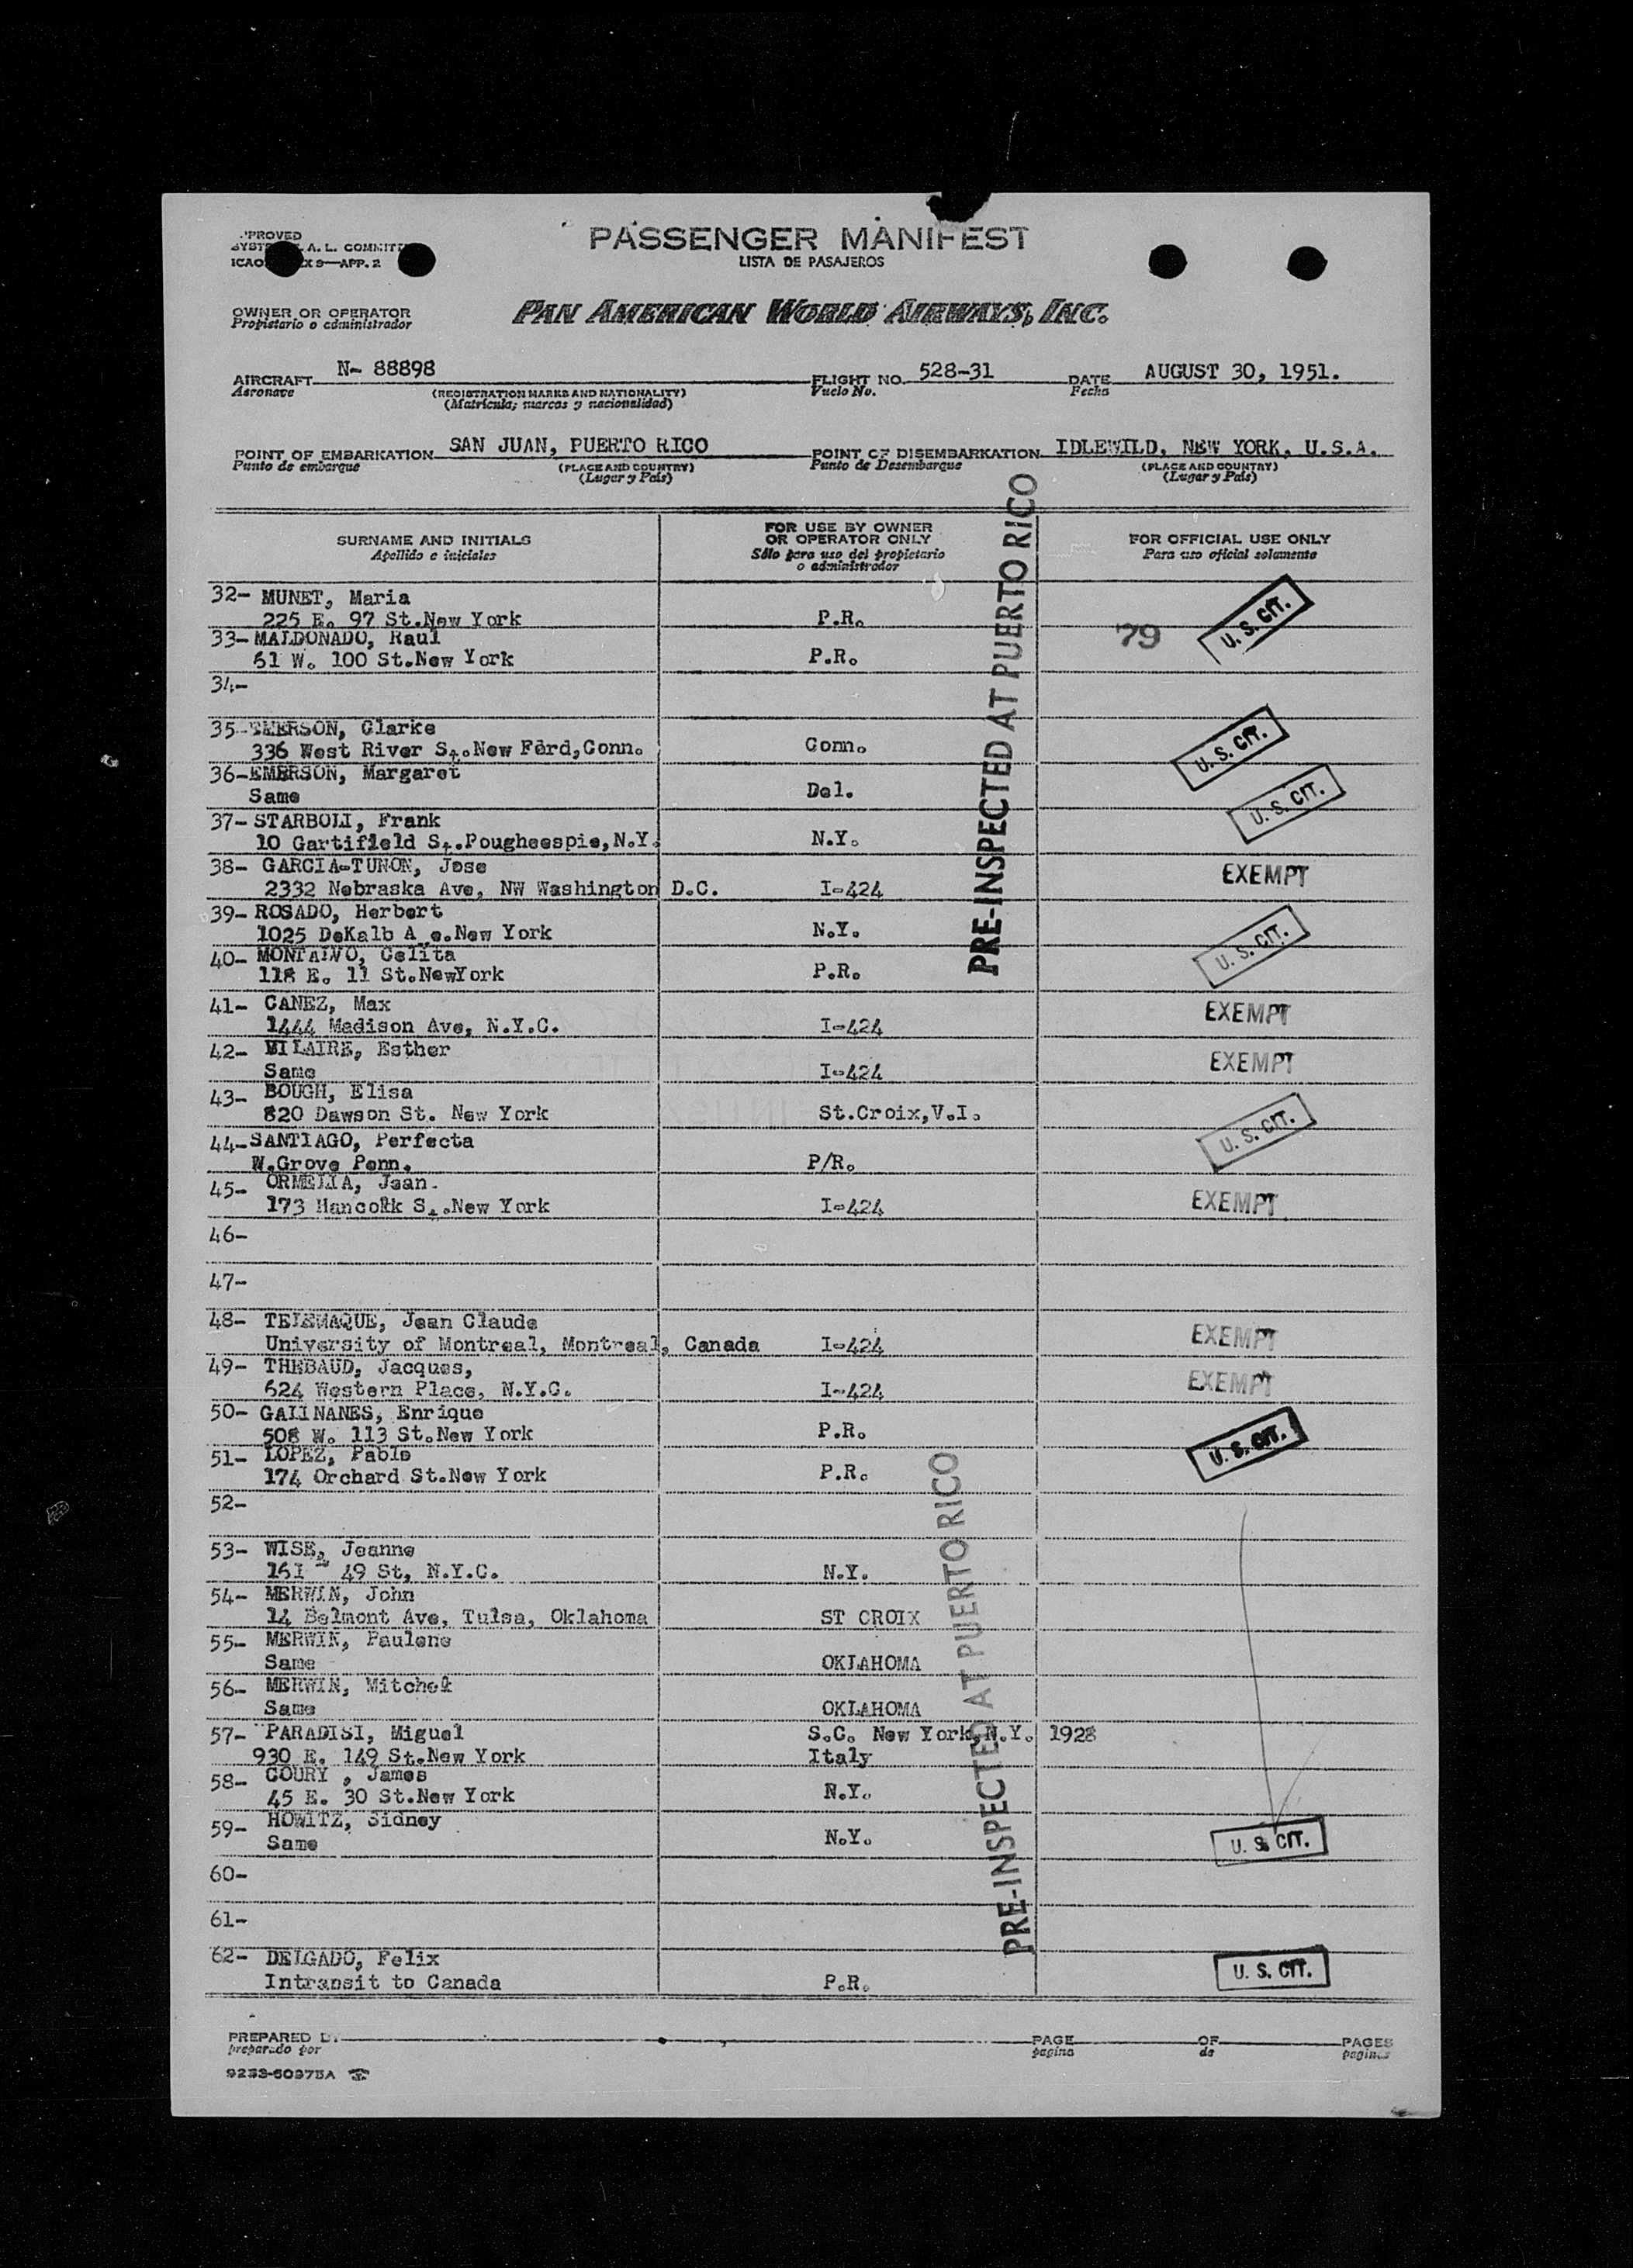 PASSENGER MANIFEST
LISTA DE PASAJEROS
A. L.
APP. 2
OWNER OR OPERATOR
Propietario o administrador
PAN AMERICAN WORLD AIRWAYS, INC.
AIRCRAFT N- 88898 FLIGHT NO. 528-31 DATE AUGUST 30, 1951.
Aeronave (REGISTRATION MARKS AND NATIONALITY) Vuelo No. Fecha
(Matrícula; marcas y nacionalidad)
POINT OF EMBARKATION SAN JUAN, PUERTO RICO POINT OF DISEMBARKATION IDLEWILD, NEW YORK, U.S.A.
Punto de embarque (PLACE AND COUNTRY) Punto de Desembarque (PLACE AND COUNTRY)
(Lugar y País) (Lugar y País)
SURNAME AND INITIALS FOR USE BY OWNER OR OPERATOR ONLY FOR OFFICIAL USE ONLY
Apellido e iniciales Sólo para uso del propietario o administrador Para uso oficial solamente
PRE-INSPECTED AT PUERTO RICO
32- MUNET, Maria
225 E. 97 St.New York P.R. U. S. CIT.
33- MALDONADO, Raul 79
61 W. 100 St.New York P.R.
34-
35- EMERSON, Clarke
336 West River St.New Ferd,Conn. Conn. U. S. CIT.
36- EMERSON, Margaret
Same Del. U. S. CIT.
37- STARBOLI, Frank
10 Gartifield St.Pougheespie,N.Y. N.Y.
38- GARCIA-TUNON, Jose EXEMPT
2332 Nebraska Ave, NW Washington D.C. I-424
39- ROSADO, Herbert
1025 DeKalb A e.New York N.Y. U. S. CIT.
40- MONTALVO, Celita
118 E. 11 St.NewYork P.R.
41- CANEZ, Max EXEMPT
1444 Madison Ave, N.Y.C. I-424
42- MILAIRE, Esther EXEMPT
Same I-424
43- BOUGH, Elisa
820 Dawson St. New York St.Croix,V.I. U. S. CIT.
44- SANTIAGO, Perfecta
W.Grove Penn. P/R.
45- ORMELIA, Jean.
173 Hancokk St.New York I-424 EXEMPT
46-
47-
48- TELEMAQUE, Jean Claude EXEMPT
University of Montreal, Montreal, Canada I-424
49- THEBAUD, Jacques, EXEMPT
624 Western Place, N.Y.C. I-424
50- GALINANES, Enrique
508 W. 113 St.New York P.R. U. S. CIT.
51- LOPEZ, Pablo
174 Orchard St.New York P.R.
52-
PRE-INSPECTED AT PUERTO RICO
53- WISE, Jeanne
161 49 St, N.Y.C. N.Y.
54- MERWIN, John
14 Belmont Ave, Tulsa, Oklahoma ST CROIX
55- MERWIN, Paulene
Same OKLAHOMA
56- MERWIN, Mitchel
Same OKLAHOMA
57- PARADISI, Miguel S.C. New York,N.Y. 1928
930 E. 149 St.New York Italy
58- COURY , James
45 E. 30 St.New York N.Y.
59- HOWITZ, Sidney
Same N.Y. U. S. CIT.
60-
61-
62- DELGADO, Felix
Intransit to Canada P.R. U. S. CIT.
PREPARED PAGE OF PAGES
preparado por pagina de paginas